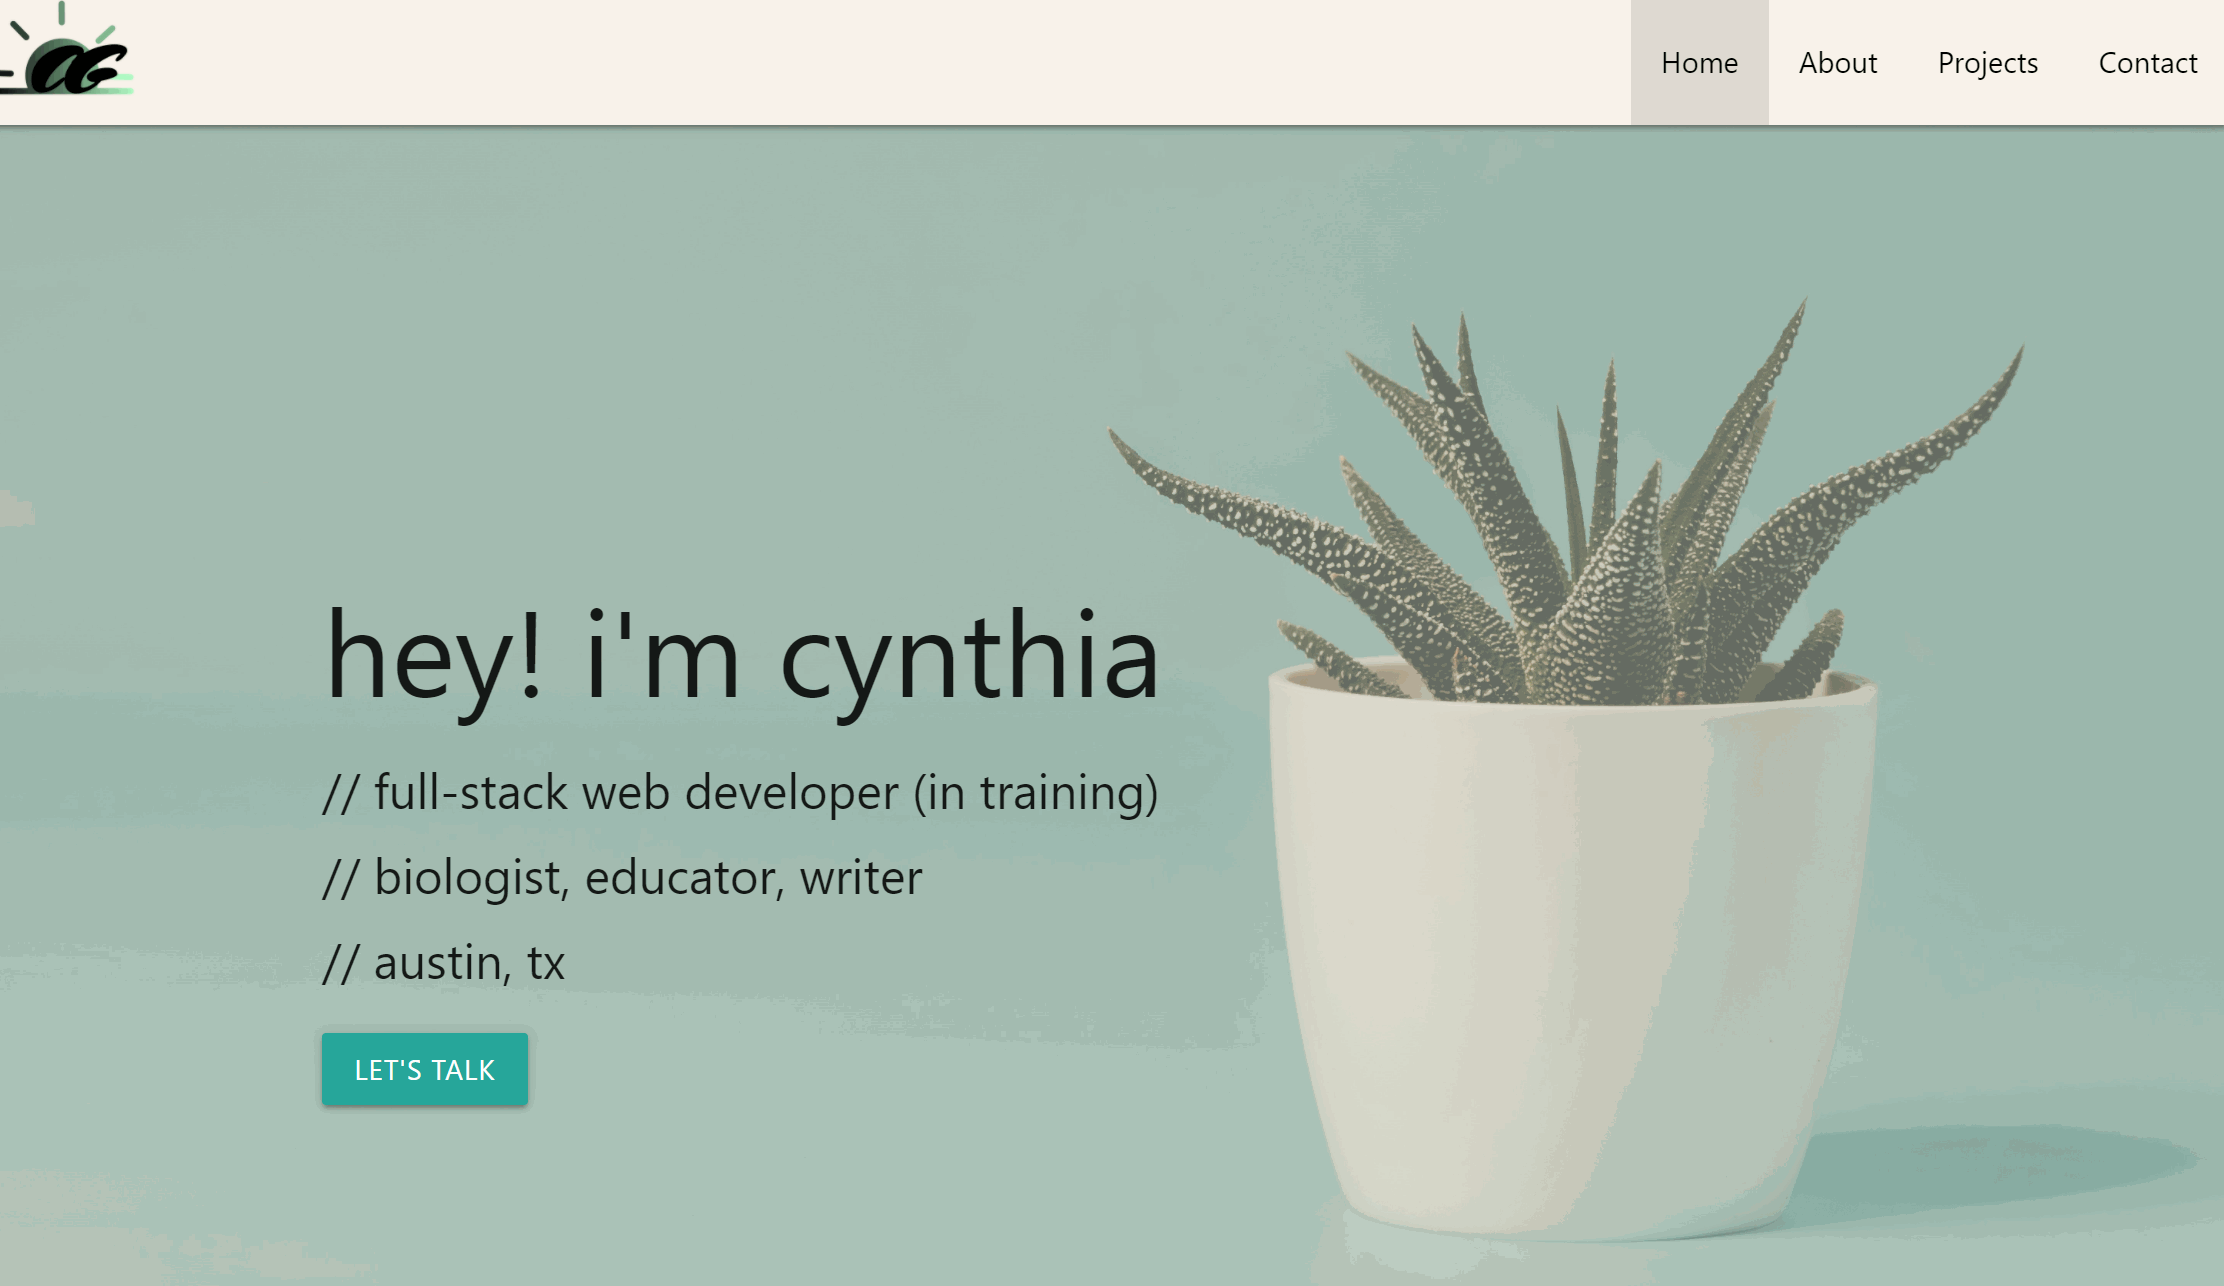 Home About Projects Contact
hey! i'm cynthia
// full-stack web developer (in training)
// biologist, educator, writer
// austin, tx
LET'S TALK